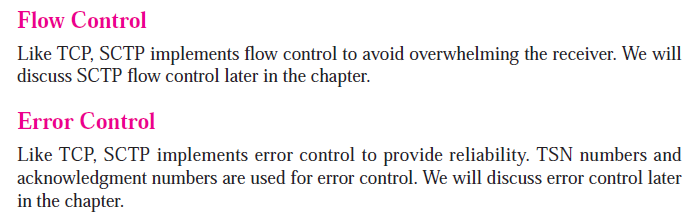 Flow Control
Like TCP, SCTP implements flow control to avoid overwhelming the receiver. We will
discuss SCTP flow control later in the chapter.
Error Control
Like TCP, SCTP implements error control to provide reliability. TSN numbers and
acknowledgment numbers are used for error control. We will discuss error control later
in the chapter.